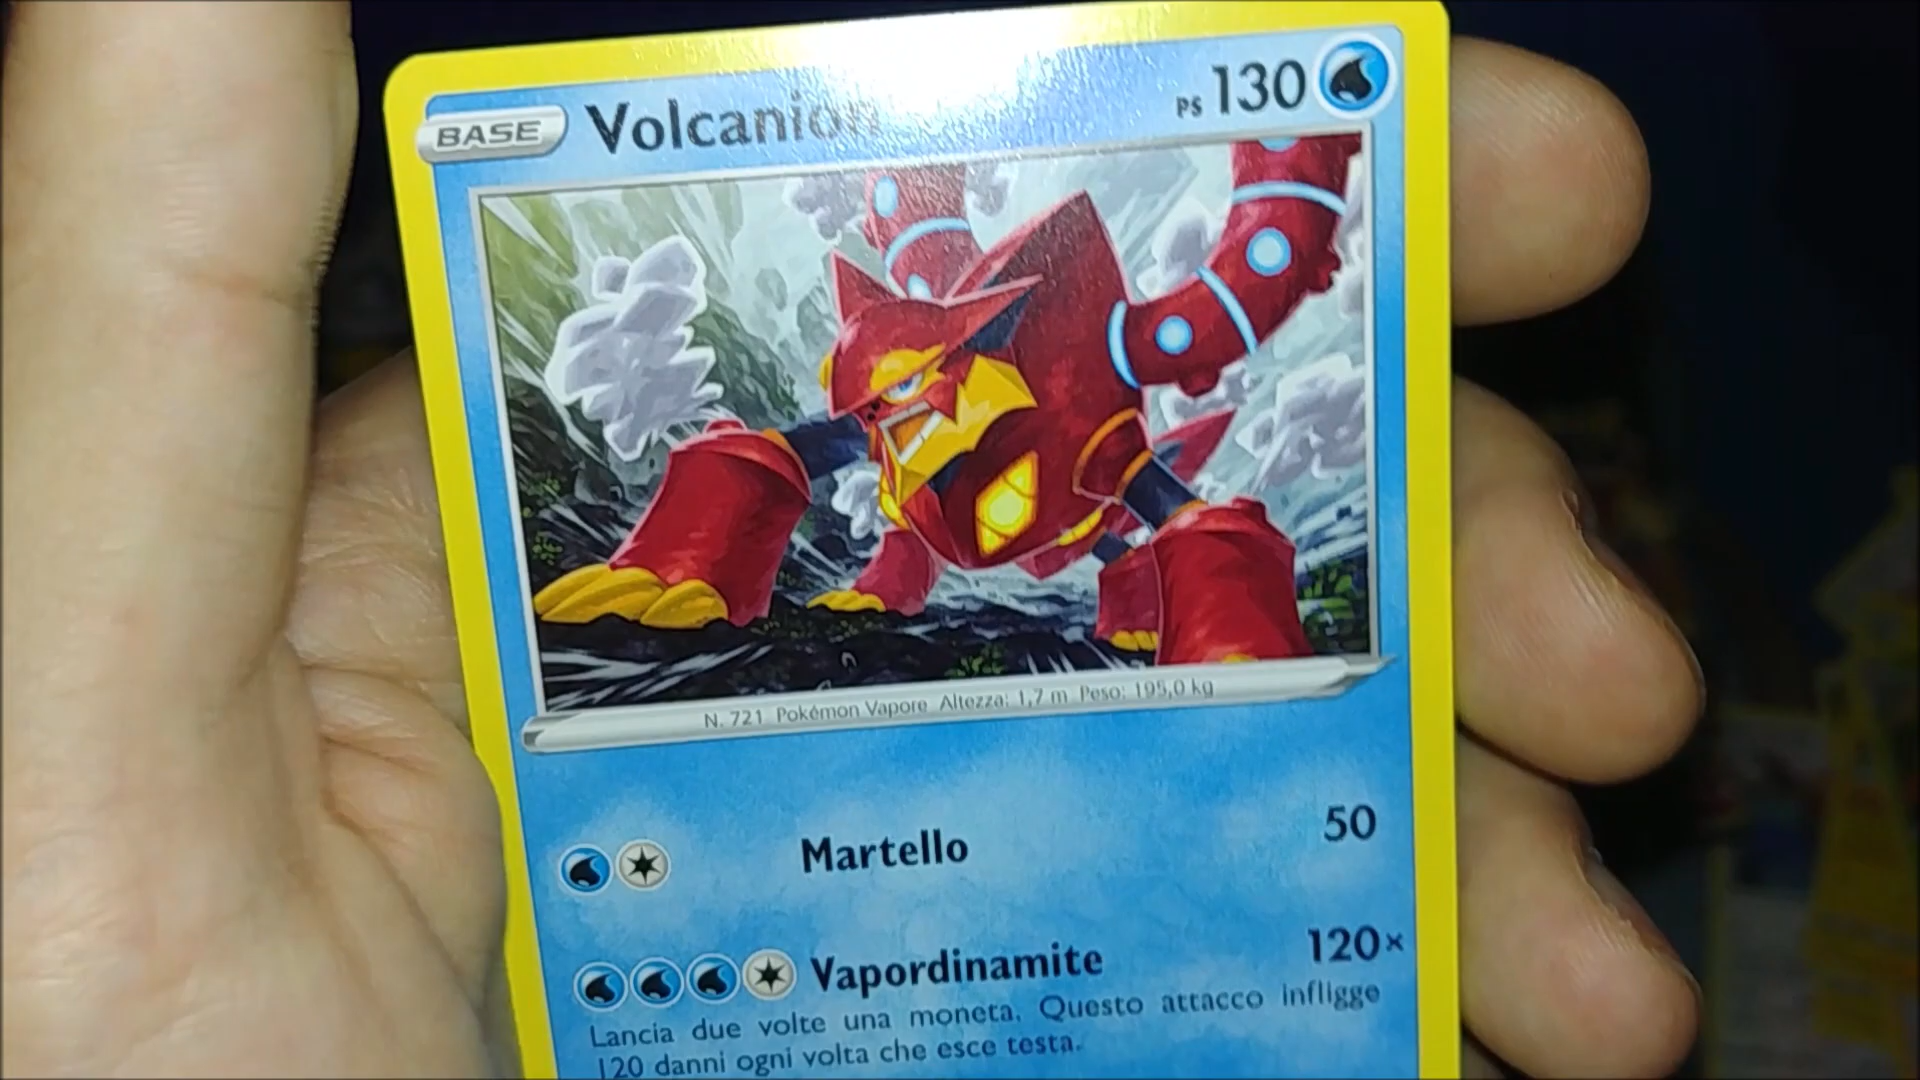 BASE Volcanion PS 130
N. 721 Pokémon Vapore Altezza: 1,7 m Peso: 195,0 kg
Martello 50
Vapordinamite 120×
Lancia due volte una moneta. Questo attacco infligge
120 danni ogni volta che esce testa.